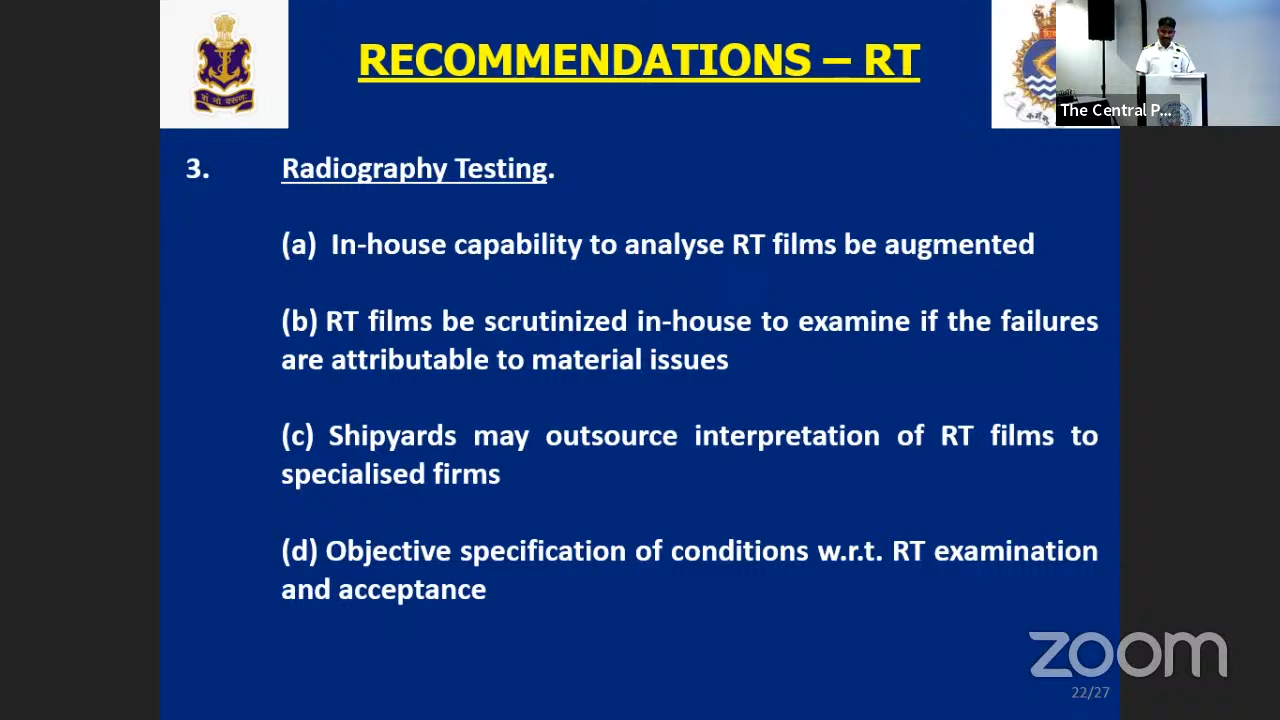 RECOMMENDATIONS – RT
The Central P...
शं नो वरुणः
3. Radiography Testing.
(a) In-house capability to analyse RT films be augmented
(b) RT films be scrutinized in-house to examine if the failures
are attributable to material issues
(c) Shipyards may outsource interpretation of RT films to
specialised firms
(d) Objective specification of conditions w.r.t. RT examination
and acceptance
zoom
22/27